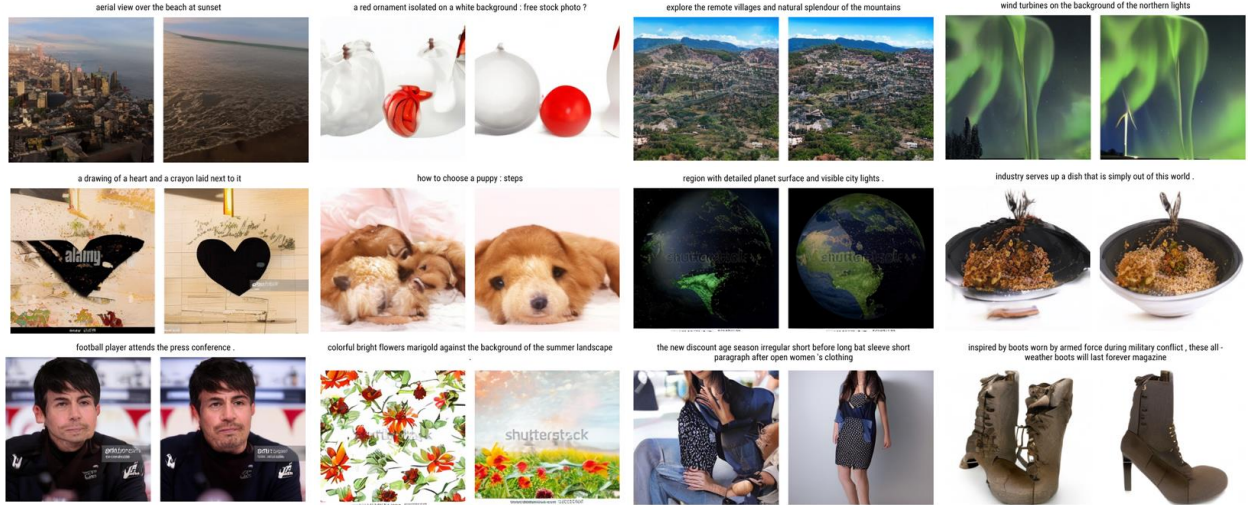 aerial view over the beach at sunset
a red ornament isolated on a white background : free stock photo ?
explore the remote villages and natural splendour of the mountains
wind turbines on the background of the northern lights
a drawing of a heart and a crayon laid next to it
how to choose a puppy : steps
region with detailed planet surface and visible city lights .
industry serves up a dish that is simply out of this world .
alamy
football player attends the press conference .
colorful bright flowers marigold against the background of the summer landscape
.
the new discount age season irregular short before long bat sleeve short
paragraph after open women 's clothing
inspired by boots worn by armed force during military conflict , these all -
weather boots will last forever magazine
shutterstock